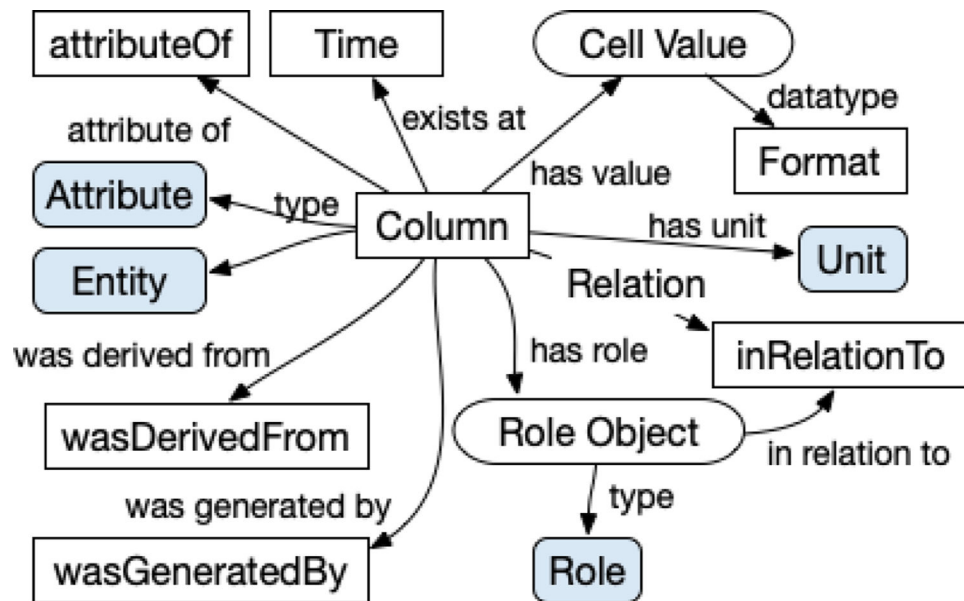 attributeOf
Time
Cell Value
attribute of
exists at
datatype
Format
Attribute
type
Column
has value
has unit
Unit
Entity
Relation
was derived from
has role
inRelationTo
wasDerivedFrom
Role Object
in relation to
was generated by
type
wasGeneratedBy
Role